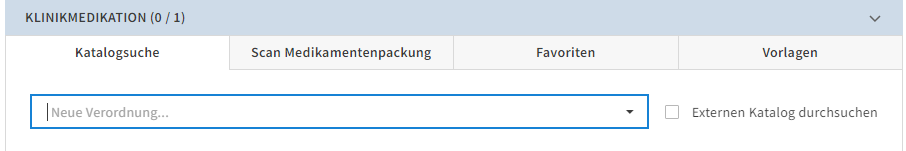 KLINIKMEDIKATION (0 / 1)
Katalogsuche Scan Medikamentenpackung Favoriten Vorlagen
Neue Verordnung... Externen Katalog durchsuchen